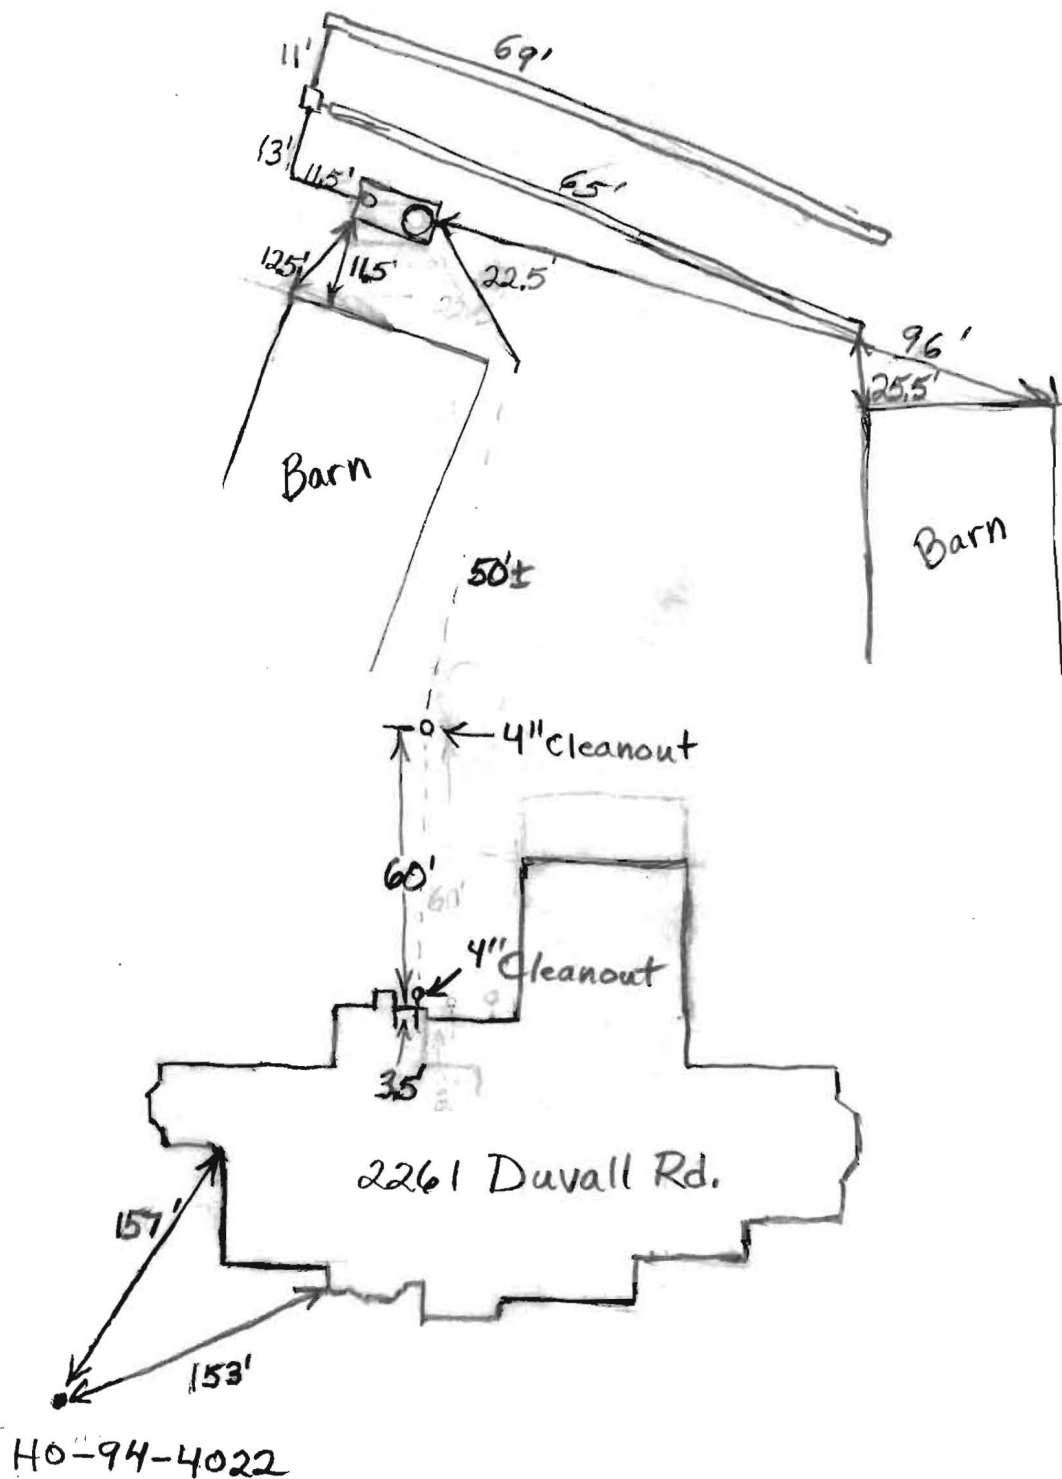 69'
11'
13'
11.5'
65'
12.5'
11.5'
22.5'
96'
25.5'
Barn
Barn
50'±
4" Cleanout
60'
60'
4" Cleanout
3.5'
2261 Duvall Rd.
157'
153'
HO-94-4022